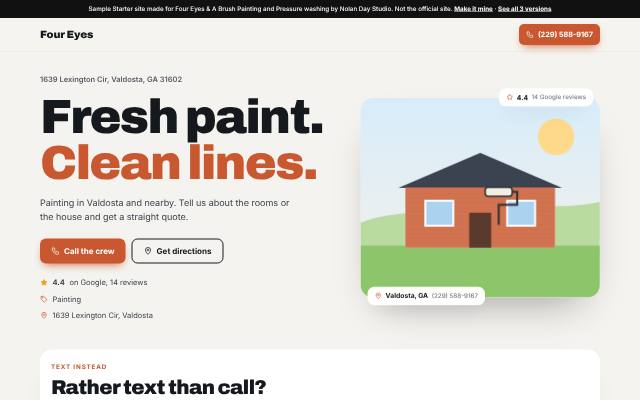 Sample Starter site made for Four Eyes & A Brush Painting and Pressure washing by Nolan Day Studio. Not the official site. Make it mine · See all 3 versions
Four Eyes
(229) 588-9167
1639 Lexington Cir, Valdosta, GA 31602
Fresh paint.
Clean lines.
Painting in Valdosta and nearby. Tell us about the rooms or
the house and get a straight quote.
Call the crew
Get directions
4.4 on Google, 14 reviews
Painting
1639 Lexington Cir, Valdosta
4.4 14 Google reviews
Valdosta, GA (229) 588-9167
TEXT INSTEAD
Rather text than call?